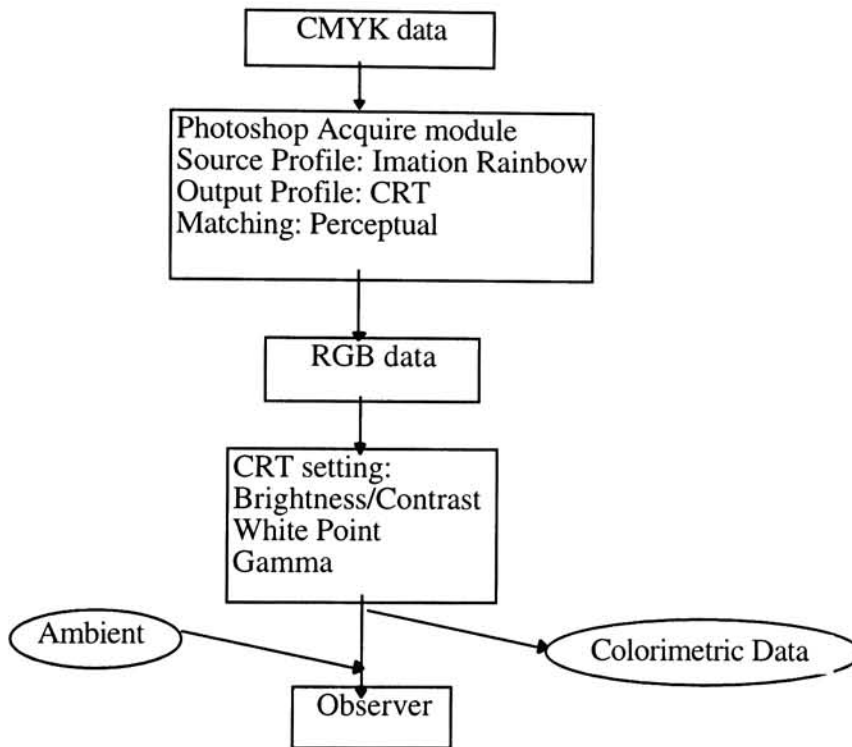 CMYK data
Photoshop Acquire module
Source Profile: Imation Rainbow
Output Profile: CRT
Matching: Perceptual
RGB data
CRT setting:
Brightness/Contrast
White Point
Gamma
Ambient
Colorimetric Data
Observer